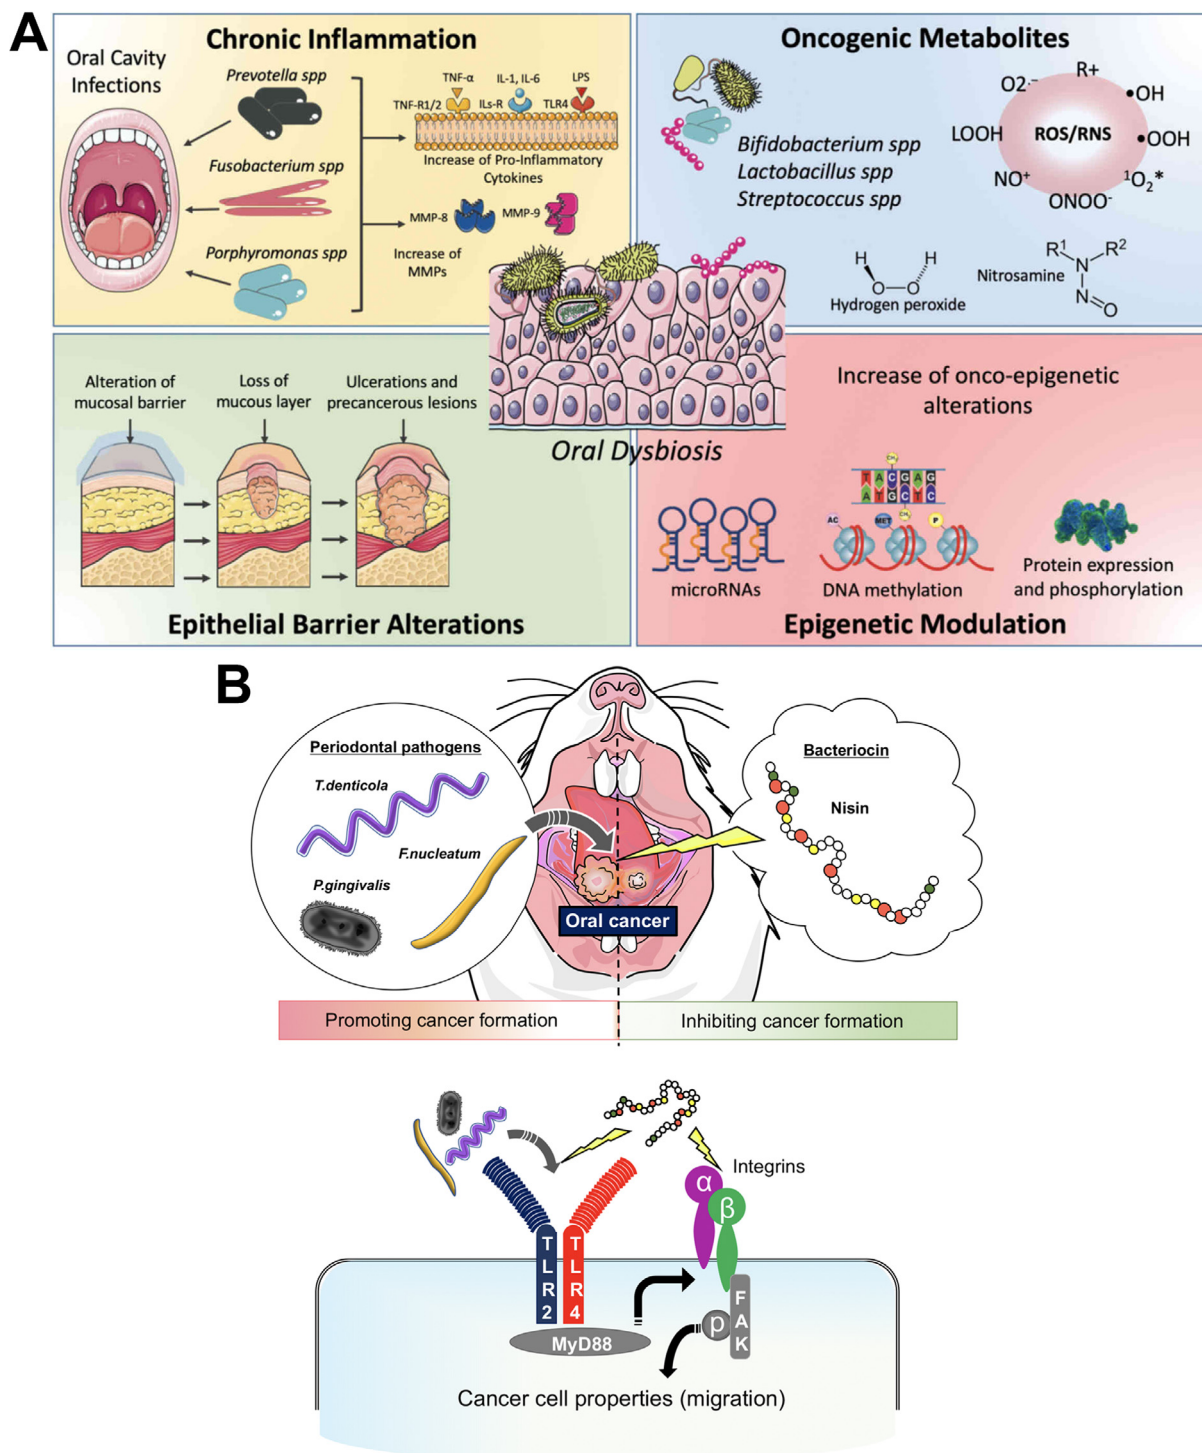 A
Chronic Inflammation
Oral Cavity
Infections
Prevotella spp
Fusobacterium spp
Porphyromonas spp
TNF-α
IL-1, IL-6
LPS
TNF-R1/2
ILs-R
TLR4
Increase of Pro-Inflammatory
Cytokines
MMP-8
MMP-9
Increase of
MMPs
Oncogenic Metabolites
Bifidobacterium spp
Lactobacillus spp
Streptococcus spp
ROS/RNS
O2·-
R+
•OH
LOOH
•OOH
NO⁺
¹O₂*
ONOO⁻
H
H
O
O
Hydrogen peroxide
Nitrosamine
R¹
R²
N
N
O
Alteration of
mucosal barrier
Loss of
mucous layer
Ulcerations and
precancerous lesions
Epithelial Barrier Alterations
Oral Dysbiosis
Increase of onco-epigenetic
alterations
CH₃
T A C G A G
A T G C T C
CH₃
AC
MET
P
microRNAs
DNA methylation
Protein expression
and phosphorylation
Epigenetic Modulation
B
Periodontal pathogens
T.denticola
F.nucleatum
P.gingivalis
Oral cancer
Bacteriocin
Nisin
Promoting cancer formation
Inhibiting cancer formation
Integrins
α
β
TLR2
TLR4
MyD88
p
FAK
Cancer cell properties (migration)